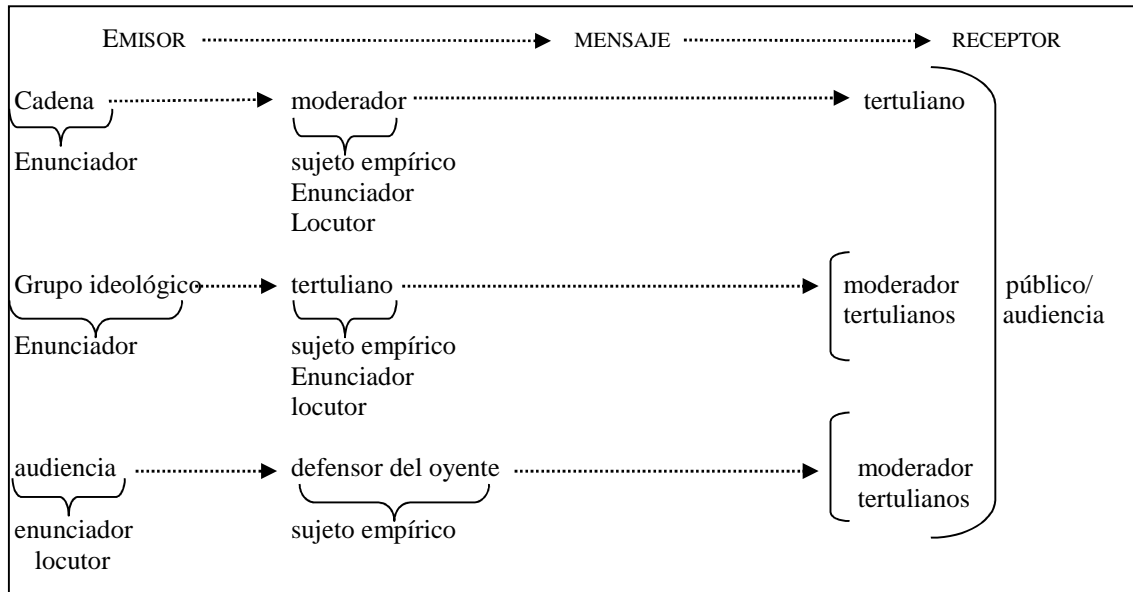 EMISOR MENSAJE RECEPTOR
Cadena moderador tertuliano
Enunciador sujeto empírico
Enunciador
Locutor
Grupo ideológico tertuliano moderador público/
tertulianos audiencia
Enunciador sujeto empírico
Enunciador
locutor
audiencia defensor del oyente moderador
tertulianos
enunciador sujeto empírico
locutor